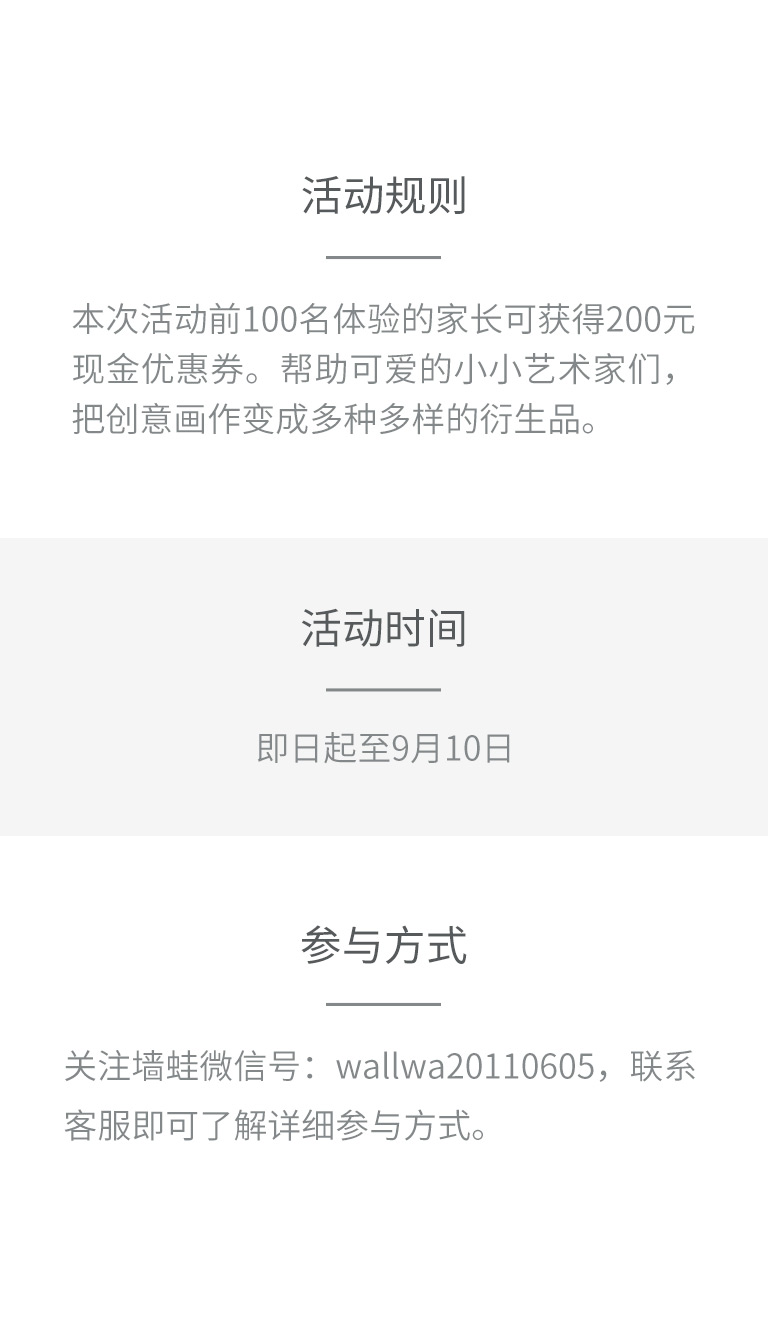 活动规则
本次活动前100名体验的家长可获得200元
现金优惠券。帮助可爱的小小艺术家们，
把创意画作变成多种多样的衍生品。
活动时间
即日起至9月10日
参与方式
关注墙蛙微信号：wallwa20110605，联系
客服即可了解详细参与方式。